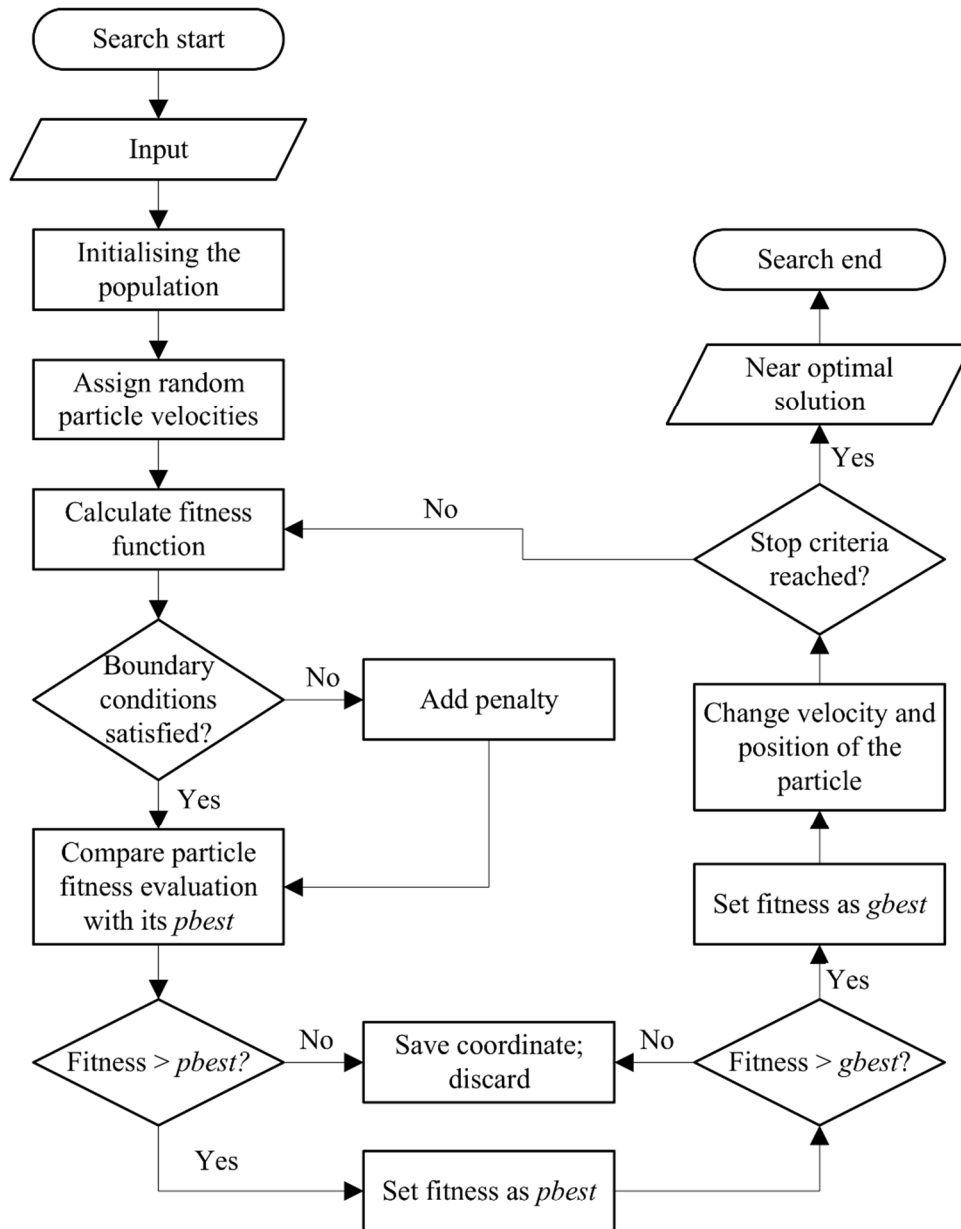 Search start
Input
Initialising the
population
Assign random
particle velocities
Calculate fitness
function
Boundary
conditions
satisfied?
No
Add penalty
Yes
Compare particle
fitness evaluation
with its pbest
Fitness > pbest?
No
Save coordinate;
discard
Yes
Set fitness as pbest
Fitness > gbest?
No
Yes
Set fitness as gbest
Change velocity and
position of the
particle
Stop criteria
reached?
No
Yes
Near optimal
solution
Search end